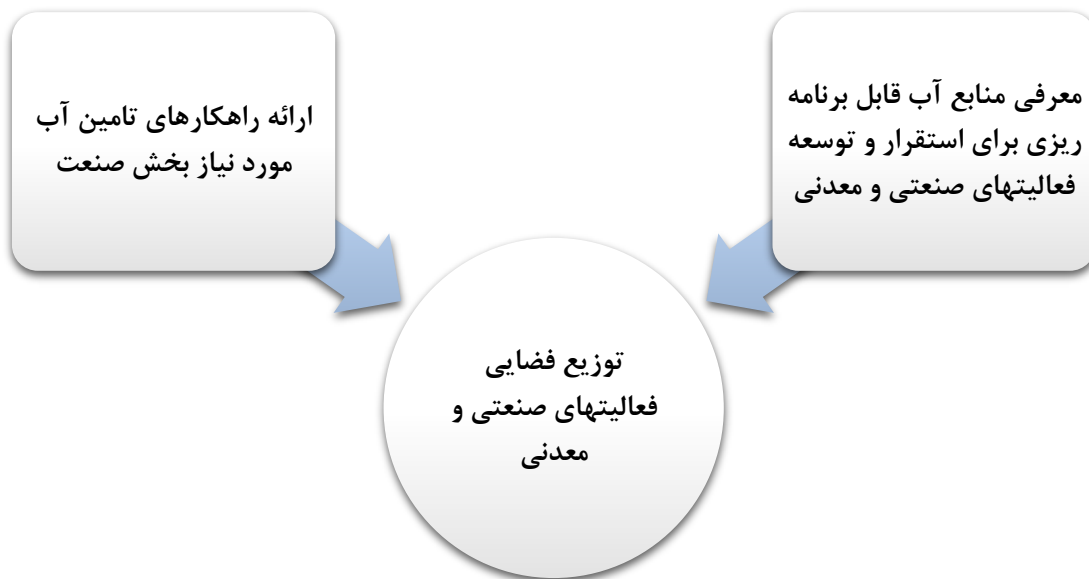 معرفی منابع آب قابل برنامه
ریزی برای استقرار و توسعه
فعالیتهای صنعتی و معدنی
ارائه راهکارهای تامین آب
مورد نیاز بخش صنعت
توزیع فضایی
فعالیتهای صنعتی و
معدنی